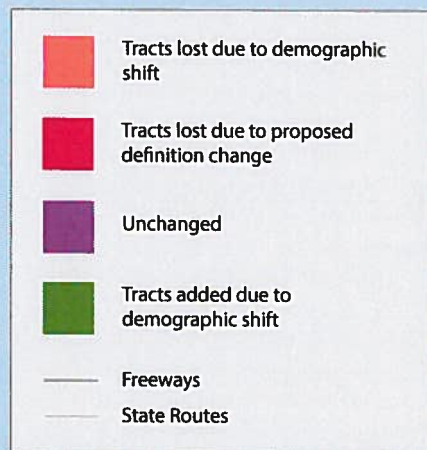 Tracts lost due to demographic
shift
Tracts lost due to proposed
definition change
Unchanged
Tracts added due to
demographic shift
Freeways
State Routes